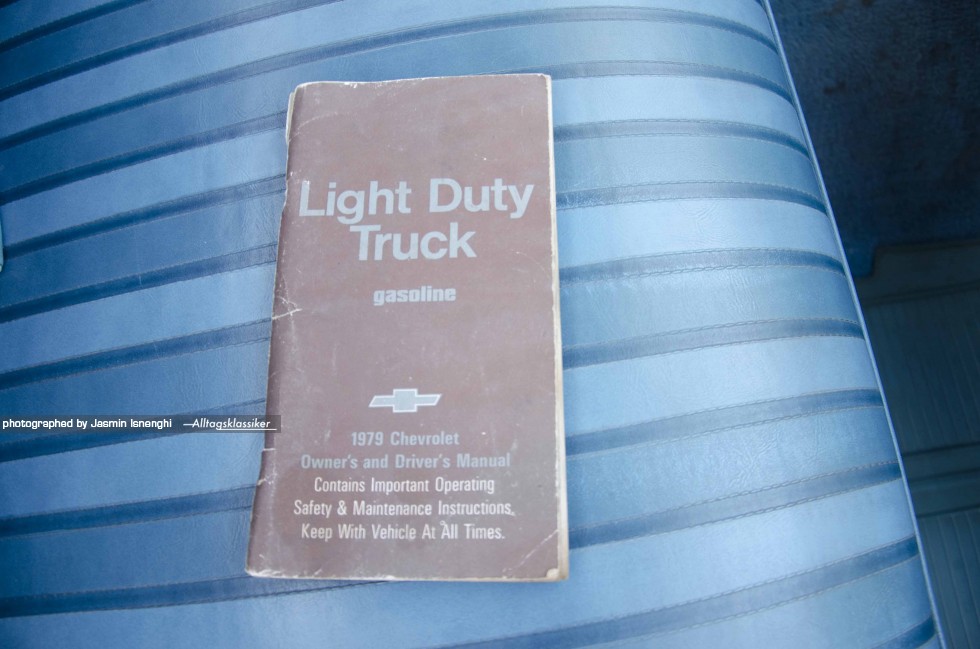 Light Duty
Truck
gasoline
1979 Chevrolet
Owner's and Driver's Manual
Contains Important Operating
Safety & Maintenance Instructions.
Keep With Vehicle At All Times.
photographed by Jasmin Isnenghi —Alltagsklassiker